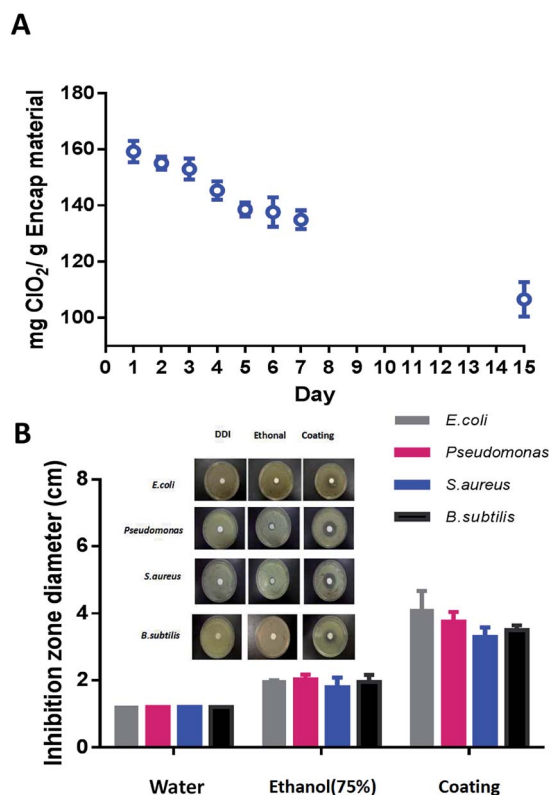 A
mg ClO₂/ g Encap material
180
160
140
120
100
0 1 2 3 4 5 6 7 8 9 10 11 12 13 14 15
Day
B
Inhibition zone diameter (cm)
8
6
4
2
0
DDI Ethonal Coating
E.coli
Pseudomonas
S.aureus
B.subtilis
E.coli
Pseudomonas
S.aureus
B.subtilis
Water Ethanol(75%) Coating